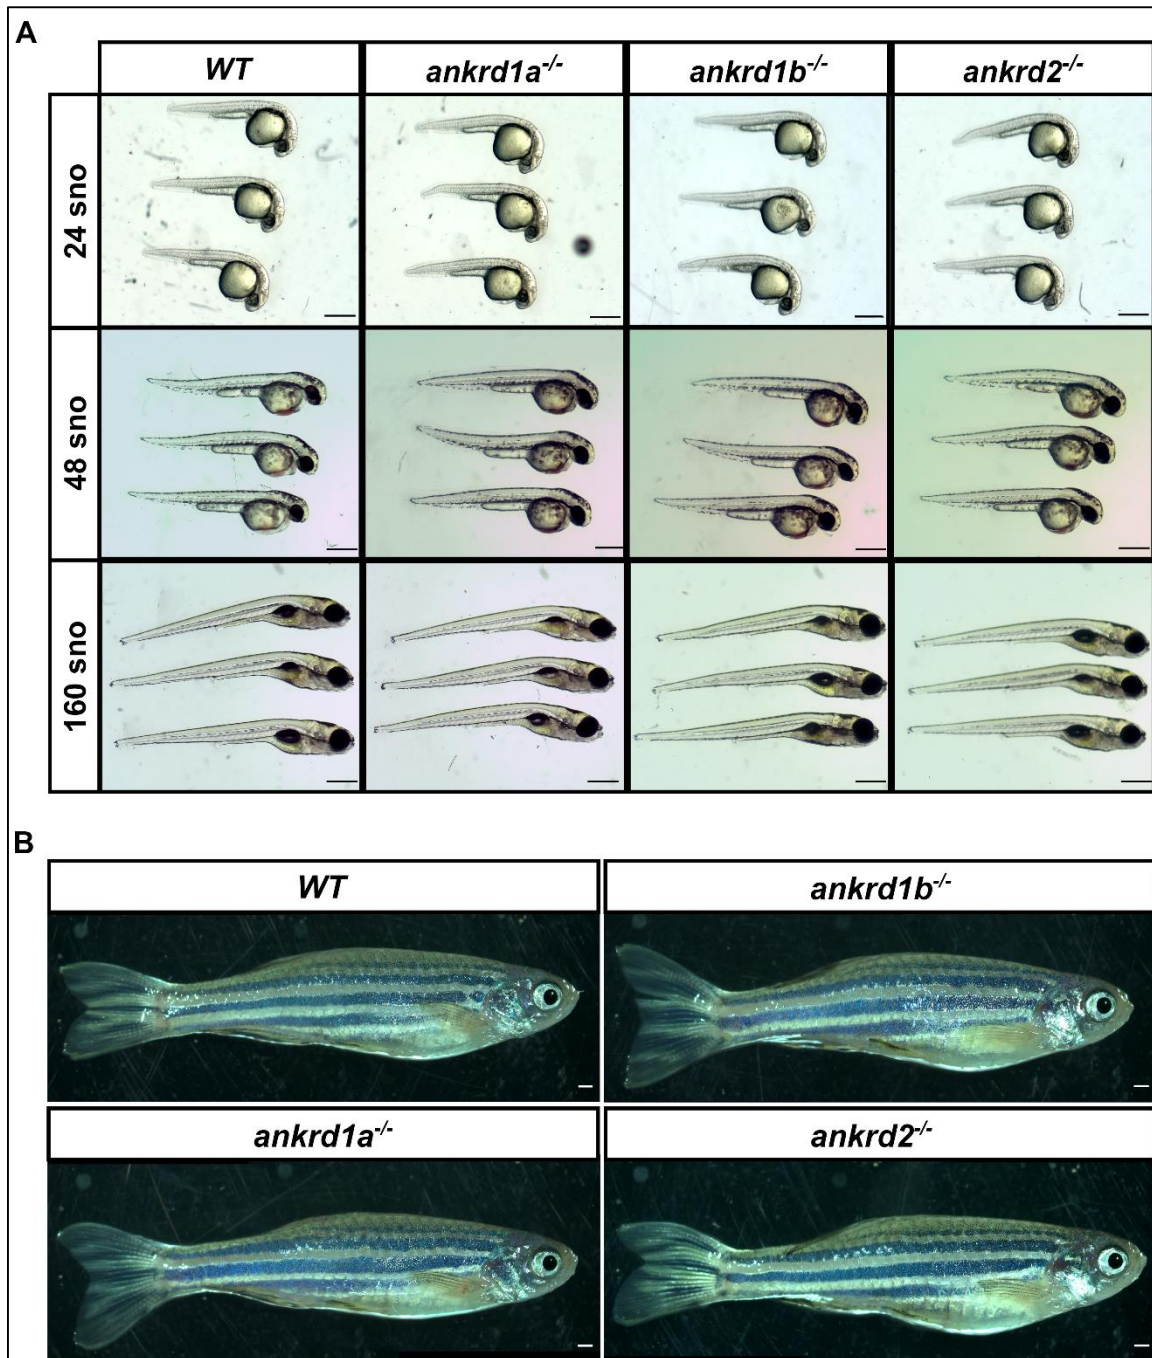 A
WT ankrd1a-/- ankrd1b-/- ankrd2-/-
24 sno
48 sno
160 sno
B
WT ankrd1b-/-
ankrd1a-/- ankrd2-/-